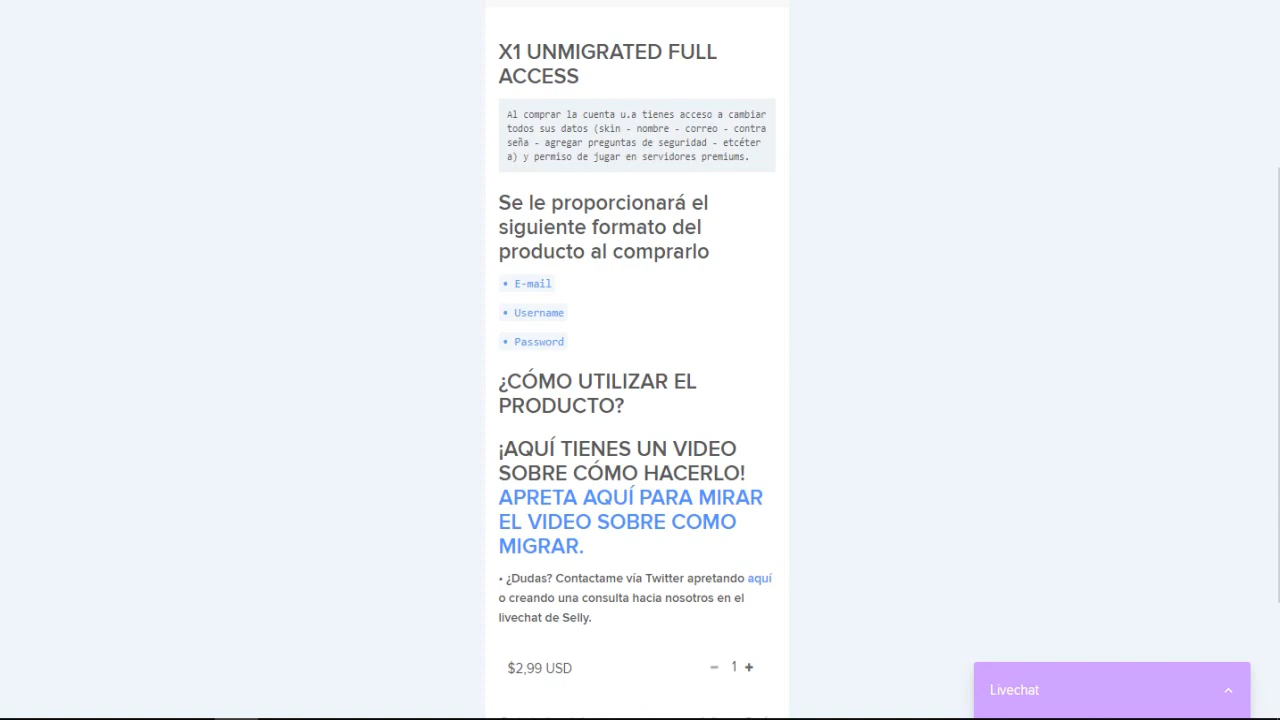 X1 UNMIGRATED FULL
ACCESS
Al comprar la cuenta u.a tienes acceso a cambiar
todos sus datos (skin - nombre - correo - contra
seña - agregar preguntas de seguridad - etcéter
a) y permiso de jugar en servidores premiums.
Se le proporcionará el
siguiente formato del
producto al comprarlo
• E-mail
• Username
• Password
¿CÓMO UTILIZAR EL
PRODUCTO?
¡AQUÍ TIENES UN VIDEO
SOBRE CÓMO HACERLO!
APRETA AQUÍ PARA MIRAR
EL VIDEO SOBRE COMO
MIGRAR.
• ¿Dudas? Contactame vía Twitter apretando aquí
o creando una consulta hacia nosotros en el
livechat de Selly.
$2,99 USD − 1 +
Livechat